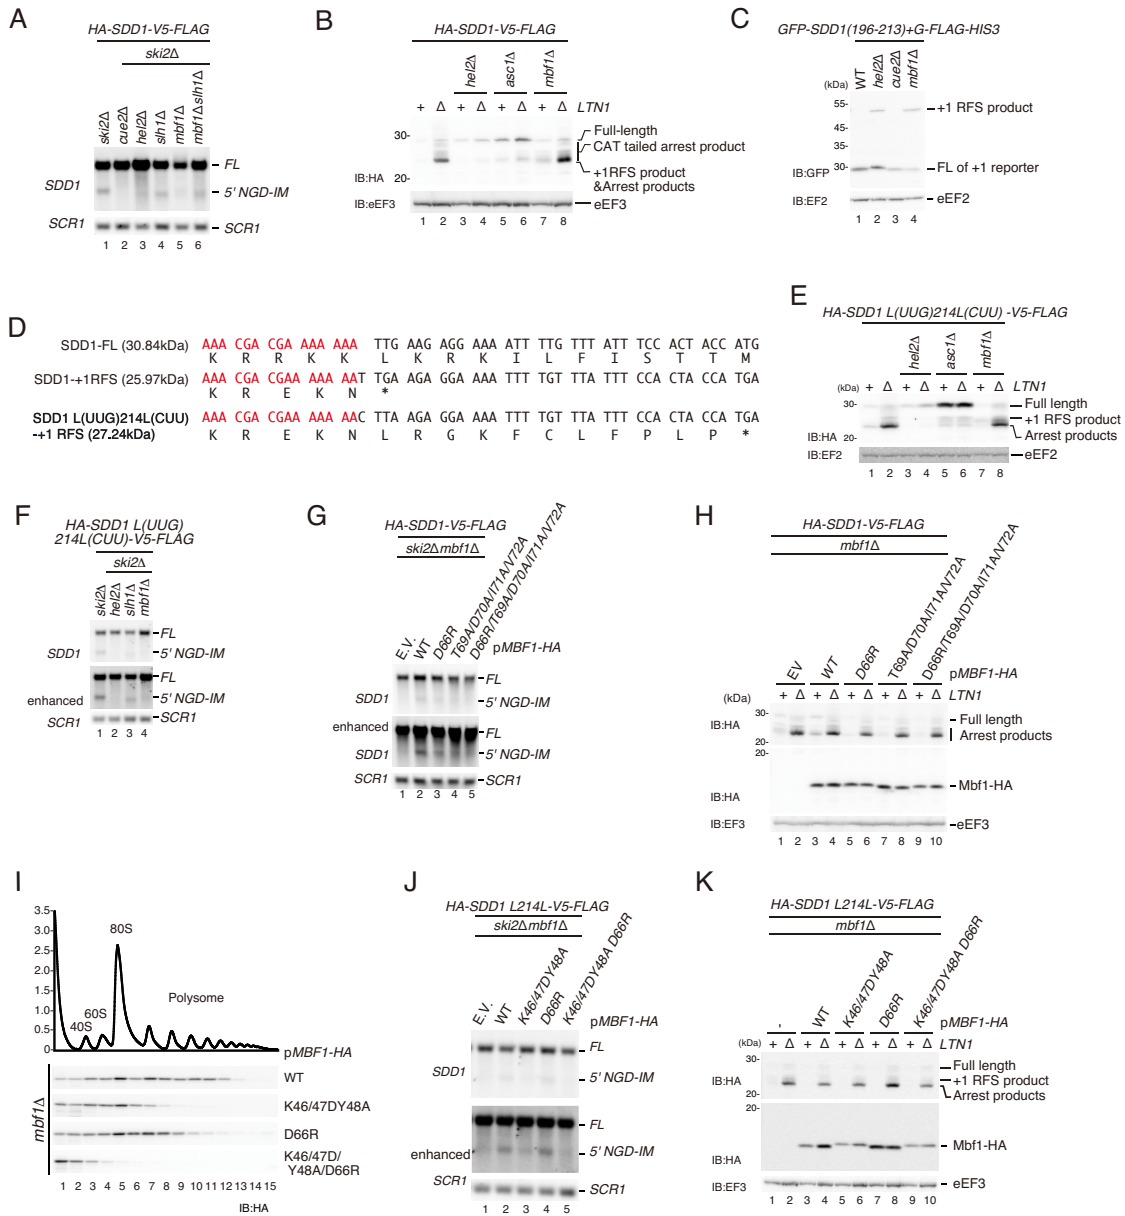 A
HA-SDD1-V5-FLAG
ski2Δ
ski2Δ
cue2Δ
hel2Δ
slh1Δ
mbf1Δ
mbf1Δslh1Δ
FL
SDD1
5' NGD-IM
SCR1
SCR1
1 2 3 4 5 6
B
HA-SDD1-V5-FLAG
hel2Δ
asc1Δ
mbf1Δ
+ Δ + Δ + Δ + Δ LTN1
30-
20-
Full-length
CAT tailed arrest product
+1RFS product
&Arrest products
IB:HA
IB:eEF3
eEF3
1 2 3 4 5 6 7 8
C
GFP-SDD1(196-213)+G-FLAG-HIS3
WT
hel2Δ
cue2Δ
mbf1Δ
(kDa)
55-
45-
35-
30-
+1 RFS product
FL of +1 reporter
IB:GFP
IB:EF2
eEF2
1 2 3 4
D
SDD1-FL (30.84kDa) AAA CGA CGA AAA AAA TTG AAG AGG AAA ATT TTG TTT ATT TCC ACT ACC ATG
K R R K K L K R K I L F I S T T M
SDD1-+1RFS (25.97kDa) AAA CGA CGAA AAA AAT TGA AGA GGA AAA TTT TGT TTA TTT CCA CTA CCA TGA
K R E K N *
SDD1 L(UUG)214L(CUU) AAA CGA CGAA AAA AAC TTA AGA GGA AAA TTT TGT TTA TTT CCA CTA CCA TGA
-+1 RFS (27.24kDa) K R E K N L R G K F C L F P L P *
E
HA-SDD1 L(UUG)214L(CUU) -V5-FLAG
hel2Δ
asc1Δ
mbf1Δ
(kDa) + Δ + Δ + Δ + Δ LTN1
30-
20-
Full length
+1 RFS product
Arrest products
IB:HA
IB:EF2
eEF2
1 2 3 4 5 6 7 8
F
HA-SDD1 L(UUG)
214L(CUU)-V5-FLAG
ski2Δ
ski2Δ
hel2Δ
slh1Δ
mbf1Δ
FL
SDD1
5' NGD-IM
FL
enhanced
5' NGD-IM
SCR1
SCR1
1 2 3 4
G
HA-SDD1-V5-FLAG
ski2Δmbf1Δ
E.V.
WT
D66R
T69A/D70A/I71A/V72A
D66R/T69A/D70A/I71A/V72A
pMBF1-HA
FL
SDD1
5' NGD-IM
enhanced
FL
SDD1
5' NGD-IM
SCR1
SCR1
1 2 3 4 5
H
HA-SDD1-V5-FLAG
mbf1Δ
EV
WT
D66R
T69A/D70A/I71A/V72A
D66R/T69A/D70A/I71A/V72A
pMBF1-HA
(kDa) + Δ + Δ + Δ + Δ + Δ LTN1
30-
20-
20-
Full length
Arrest products
IB:HA
Mbf1-HA
IB:HA
IB:EF3
eEF3
1 2 3 4 5 6 7 8 9 10
I
3.5
3.0
2.5
2.0
1.5
1.0
0.5
0
40S
60S
80S
Polysome
pMBF1-HA
mbf1Δ
WT
K46/47DY48A
D66R
K46/47D/
Y48A/D66R
1 2 3 4 5 6 7 8 9 10 11 12 13 14 15
IB:HA
J
HA-SDD1 L214L-V5-FLAG
ski2Δmbf1Δ
E.V.
WT
K46/47DY48A
D66R
K46/47DY48A D66R
pMBF1-HA
FL
SDD1
5' NGD-IM
FL
enhanced
5' NGD-IM
SDD1
SCR1
SCR1
1 2 3 4 5
K
HA-SDD1 L214L-V5-FLAG
mbf1Δ
-
WT
K46/47DY48A
D66R
K46/47DY48A D66R
pMBF1-HA
(kDa) + Δ + Δ + Δ + Δ + Δ LTN1
30-
20-
20-
Full length
+1 RFS product
Arrest products
IB:HA
Mbf1-HA
IB:HA
IB:EF3
eEF3
1 2 3 4 5 6 7 8 9 10